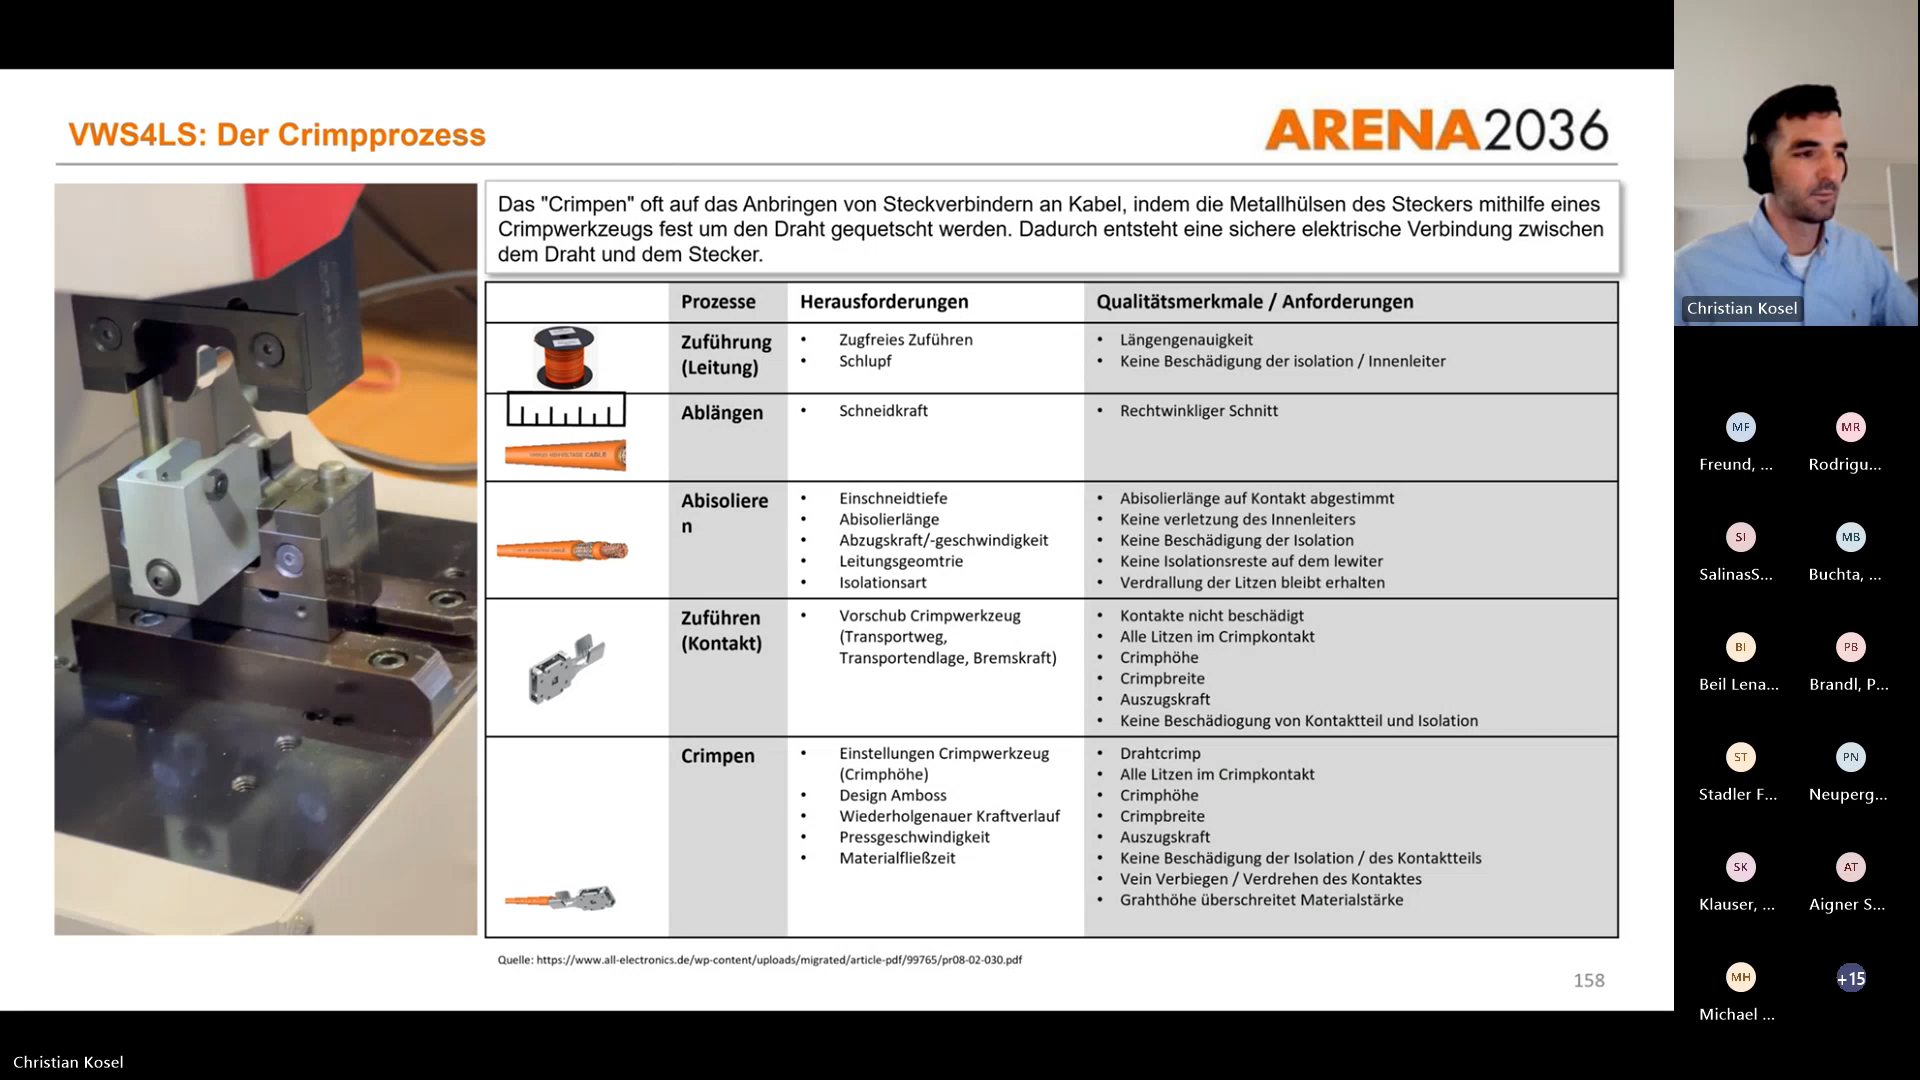 VWS4LS: Der Crimpprozess
ARENA2036
Das "Crimpen" oft auf das Anbringen von Steckverbindern an Kabel, indem die Metallhülsen des Steckers mithilfe eines
Crimpwerkzeugs fest um den Draht gequetscht werden. Dadurch entsteht eine sichere elektrische Verbindung zwischen
dem Draht und dem Stecker.
Prozesse
Herausforderungen
Qualitätsmerkmale / Anforderungen
Zuführung
(Leitung)
• Zugfreies Zuführen
• Schlupf
• Längengenauigkeit
• Keine Beschädigung der isolation / Innenleiter
Ablängen
• Schneidkraft
• Rechtwinkliger Schnitt
Abisoliere
n
• Einschneidtiefe
• Abisolierlänge
• Abzugskraft/-geschwindigkeit
• Leitungsgeomtrie
• Isolationsart
• Abisolierlänge auf Kontakt abgestimmt
• Keine verletzung des Innenleiters
• Keine Beschädigung der Isolation
• Keine Isolationsreste auf dem lewiter
• Verdrallung der Litzen bleibt erhalten
Zuführen
(Kontakt)
• Vorschub Crimpwerkzeug
(Transportweg,
Transportendlage, Bremskraft)
• Kontakte nicht beschädigt
• Alle Litzen im Crimpkontakt
• Crimphöhe
• Crimpbreite
• Auszugskraft
• Keine Beschädiogung von Kontaktteil und Isolation
Crimpen
• Einstellungen Crimpwerkzeug
(Crimphöhe)
• Design Amboss
• Wiederholgenauer Kraftverlauf
• Pressgeschwindigkeit
• Materialfließzeit
• Drahtcrimp
• Alle Litzen im Crimpkontakt
• Crimphöhe
• Crimpbreite
• Auszugskraft
• Keine Beschädigung der Isolation / des Kontaktteils
• Vein Verbiegen / Verdrehen des Kontaktes
• Grahthöhe überschreitet Materialstärke
Quelle: https://www.all-electronics.de/wp-content/uploads/migrated/article-pdf/99765/pr08-02-030.pdf
158
Christian Kosel
Christian Kosel
MF
MR
Freund, ...
Rodrigu...
SI
MB
SalinasS...
Buchta, ...
BI
PB
Beil Lena...
Brandl, P...
ST
PN
Stadler F...
Neuperg...
SK
AT
Klauser, ...
Aigner S...
MH
+15
Michael ...